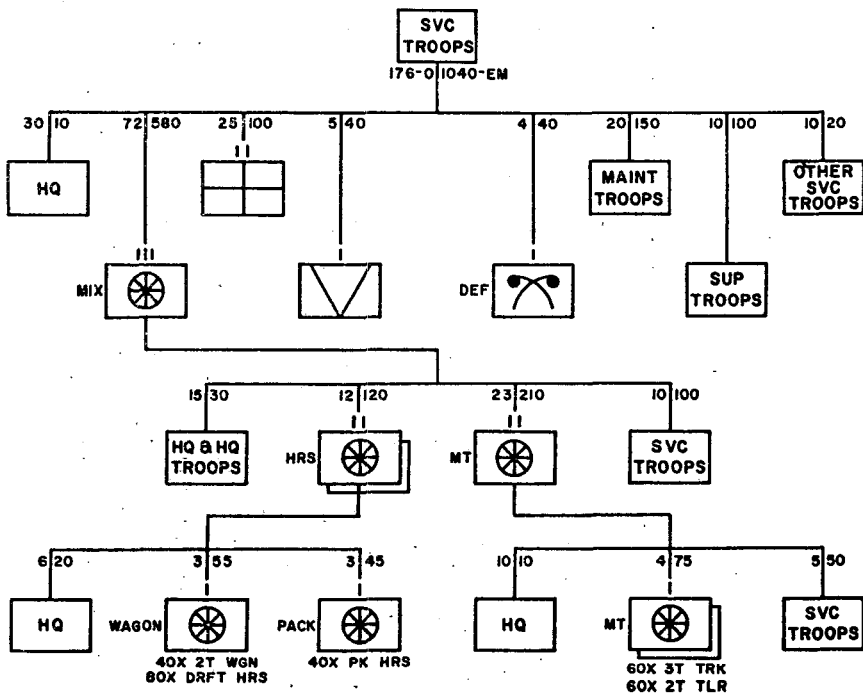 SVC
TROOPS
176-O 1040-EM
30 10
72 580
25 100
5 40
4 40
20 150
10 100
10 20
HQ
MAINT
TROOPS
OTHER
SVC
TROOPS
MIX
DEF
SUP
TROOPS
15 30
12 120
23 210
10 100
HQ & HQ
TROOPS
HRS
MT
SVC
TROOPS
6 20
3 55
3 45
10 10
4 75
5 50
HQ
WAGON
PACK
HQ
MT
SVC
TROOPS
40X 2T WGN
80X DRFT HRS
40X PK HRS
60X 3T TRK
60X 2T TLR